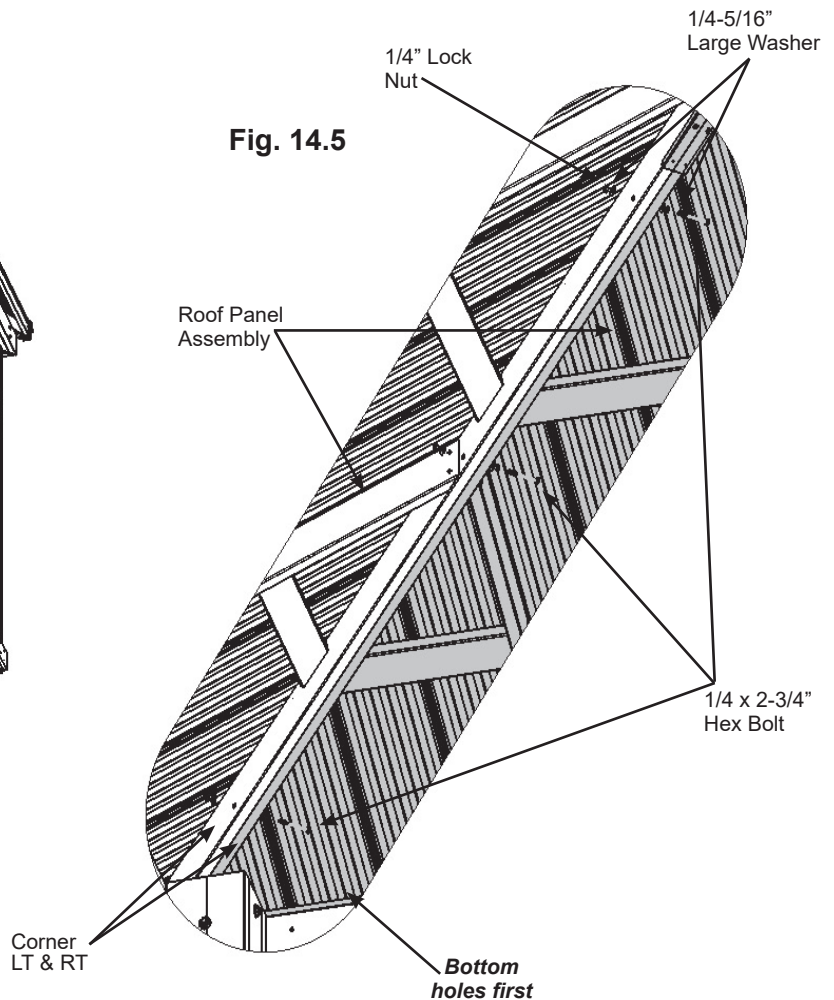 1/4-5/16”
Large Washer
1/4” Lock
Nut
Fig. 14.5
Roof Panel
Assembly
1/4 x 2-3/4”
Hex Bolt
Corner
LT & RT
Bottom
holes first